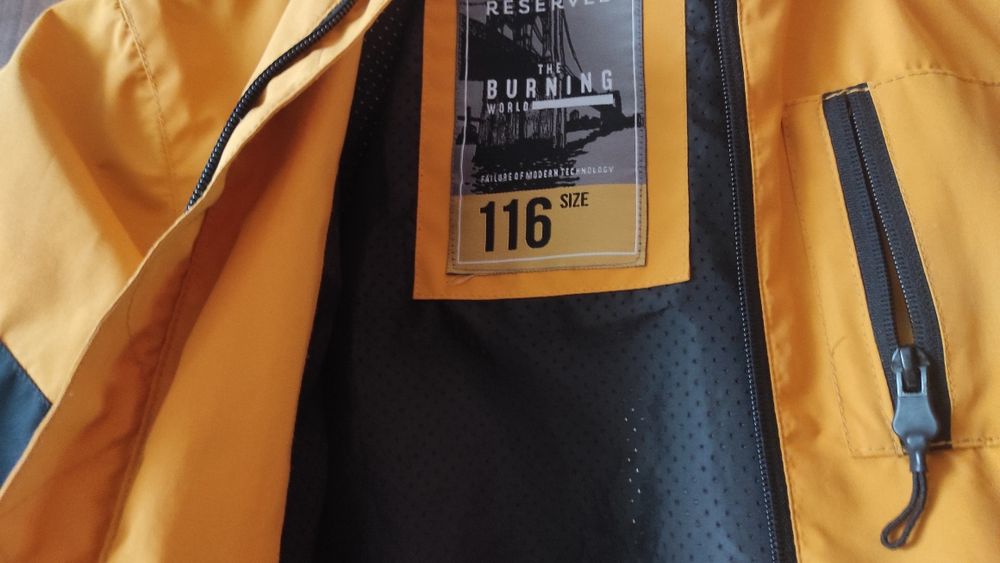 RESERVED
THE
BURNING
WORLD
FAILURE OF MODERN TECHNOLOGY
116 SIZE